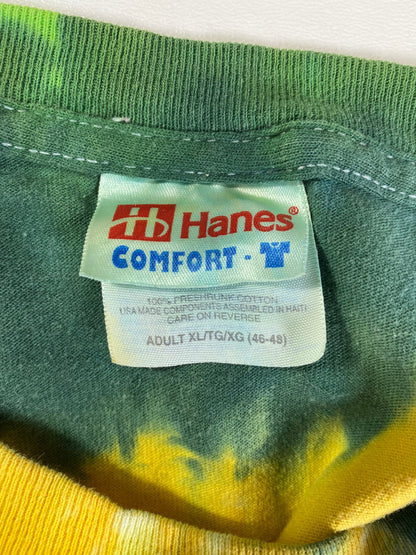 Hanes®
COMFORT - T
100% PRESHRUNK COTTON
USA MADE COMPONENTS ASSEMBLED IN HAITI
CARE ON REVERSE
ADULT XL/TG/XG (46-48)